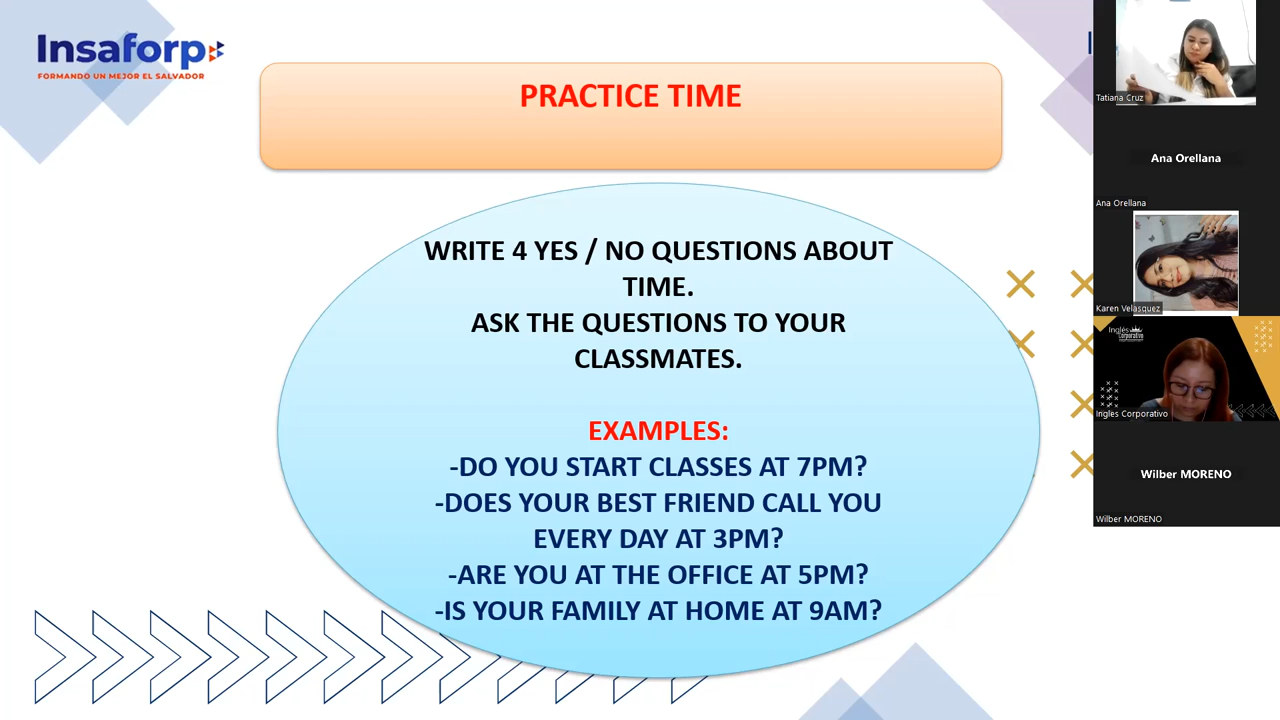 Insaforp
FORMANDO UN MEJOR EL SALVADOR
PRACTICE TIME
WRITE 4 YES / NO QUESTIONS ABOUT
TIME.
ASK THE QUESTIONS TO YOUR
CLASSMATES.
EXAMPLES:
-DO YOU START CLASSES AT 7PM?
-DOES YOUR BEST FRIEND CALL YOU
EVERY DAY AT 3PM?
-ARE YOU AT THE OFFICE AT 5PM?
-IS YOUR FAMILY AT HOME AT 9AM?
Tatiana Cruz
Ana Orellana
Ana Orellana
Karen Velasquez
Inglés
Corporativo
Ingles Corporativo
Wilber MORENO
Wilber MORENO